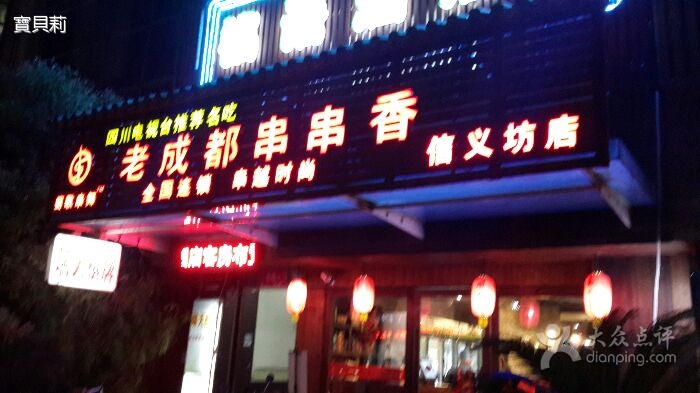 寶貝莉
四川电视台推荐名吃
老成都串串香
信义坊店
全国连锁 串越时尚
大众点评
dianping.com